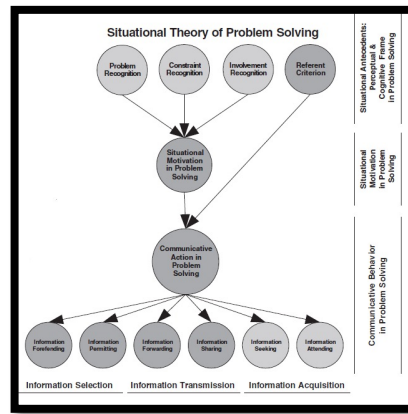 Situational Theory of Problem Solving
Problem
Recognition
Constraint
Recognition
Involvement
Recognition
Referent
Criterion
Situational
Motivation
in Problem
Solving
Communicative
Action in
Problem
Solving
Information
Forefending
Information
Permitting
Information
Forwarding
Information
Sharing
Information
Seeking
Information
Attending
Information Selection
Information Transmission
Information Acquisition
Situational Antecedents:
Perceptual &
Cognitive Frame
in Problem Solving
Situational
Motivation
in Problem
Solving
Communicative Behavior
in Problem Solving